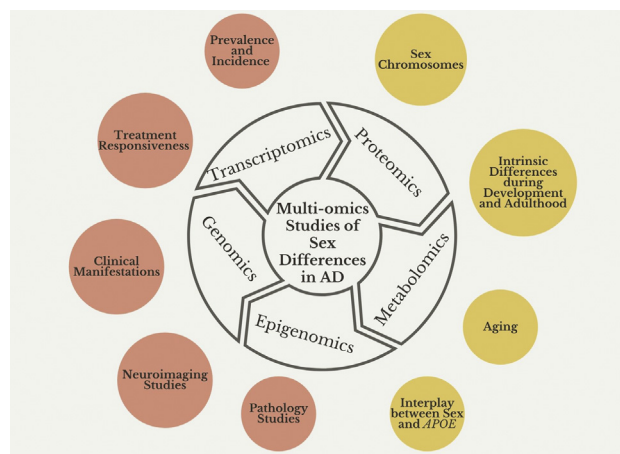 Prevalence
and
Incidence
Sex
Chromosomes
Treatment
Responsiveness
Transcriptomics
Proteomics
Intrinsic
Differences
during
Development
and Adulthood
Multi-omics
Studies of
Sex
Differences
in AD
Clinical
Manifestations
Genomics
Metabolomics
Epigenomics
Aging
Neuroimaging
Studies
Pathology
Studies
Interplay
between Sex
and APOE